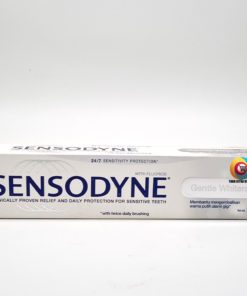 24/7 SENSITIVITY PROTECTION*
WITH FLUORIDE
SENSODYNE®
Gentle Whitening
CLINICALLY PROVEN RELIEF AND DAILY PROTECTION FOR SENSITIVE TEETH
Membantu mengembalikan
warna putih alami gigi
*with twice daily brushing